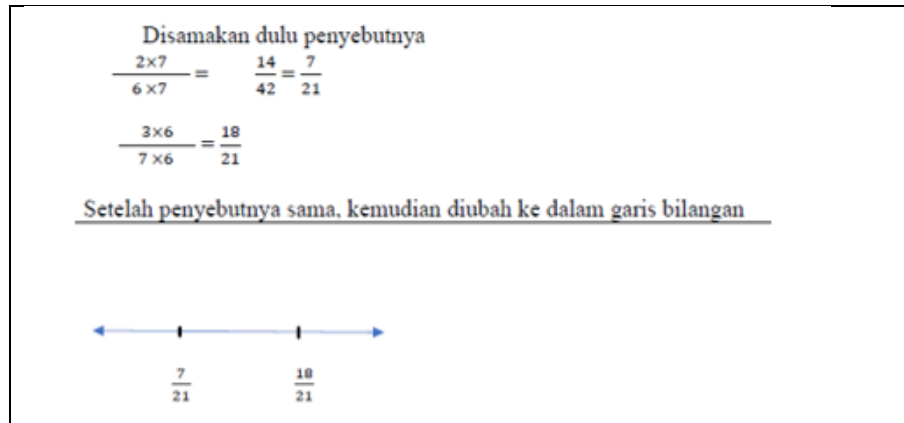 Disamakan dulu penyebutnya
2×7/6×7 = 14/42 = 7/21
3×6/7×6 = 18/21
Setelah penyebutnya sama, kemudian diubah ke dalam garis bilangan
7/21 18/21